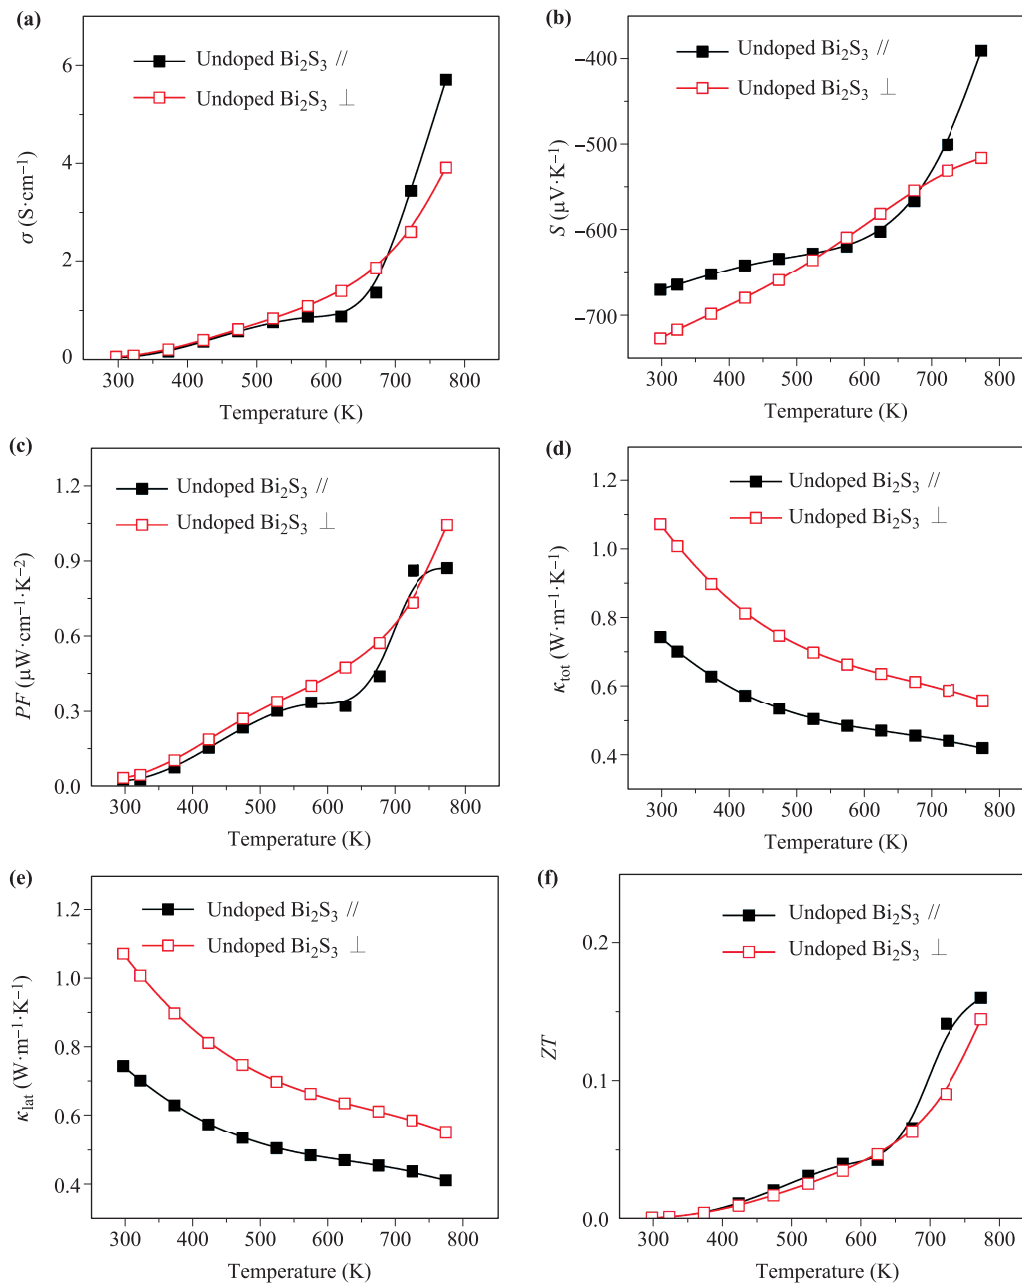 (a)
Undoped Bi₂S₃ //
Undoped Bi₂S₃ ⊥
6
4
2
0
σ (S·cm⁻¹)
300 400 500 600 700 800
Temperature (K)
(b)
Undoped Bi₂S₃ //
Undoped Bi₂S₃ ⊥
−400
−500
−600
−700
S (μV·K⁻¹)
300 400 500 600 700 800
Temperature (K)
(c)
Undoped Bi₂S₃ //
Undoped Bi₂S₃ ⊥
1.2
0.9
0.6
0.3
0.0
PF (μW·cm⁻¹·K⁻²)
300 400 500 600 700 800
Temperature (K)
(d)
Undoped Bi₂S₃ //
Undoped Bi₂S₃ ⊥
1.2
1.0
0.8
0.6
0.4
κtot (W·m⁻¹·K⁻¹)
300 400 500 600 700 800
Temperature (K)
(e)
Undoped Bi₂S₃ //
Undoped Bi₂S₃ ⊥
1.2
1.0
0.8
0.6
0.4
κlat (W·m⁻¹·K⁻¹)
300 400 500 600 700 800
Temperature (K)
(f)
Undoped Bi₂S₃ //
Undoped Bi₂S₃ ⊥
0.2
0.1
0.0
ZT
300 400 500 600 700 800
Temperature (K)